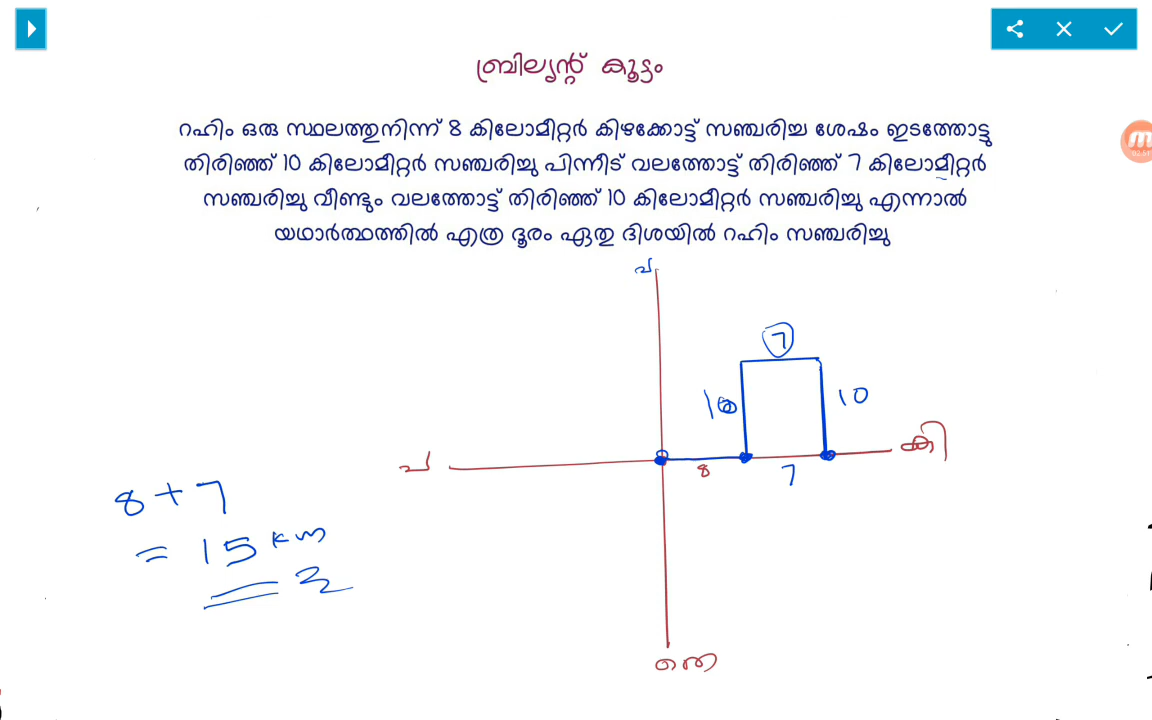 ബ്രില്യന്റ് കൂട്ടം
റഹിം ഒരു സ്ഥലത്തുനിന്ന് 8 കിലോമീറ്റർ കിഴക്കോട്ട് സഞ്ചരിച്ച ശേഷം ഇടത്തോട്ടു
തിരിഞ്ഞ് 10 കിലോമീറ്റർ സഞ്ചരിച്ചു പിന്നീട് വലത്തോട്ട് തിരിഞ്ഞ് 7 കിലോമീറ്റർ
സഞ്ചരിച്ചു വീണ്ടും വലത്തോട്ട് തിരിഞ്ഞ് 10 കിലോമീറ്റർ സഞ്ചരിച്ചു എന്നാൽ
യഥാർത്ഥത്തിൽ എത്ര ദൂരം ഏതു ദിശയിൽ റഹിം സഞ്ചരിച്ചു
7
10
10
കി
പ
8
7
8 + 7
= 15 km
തെ